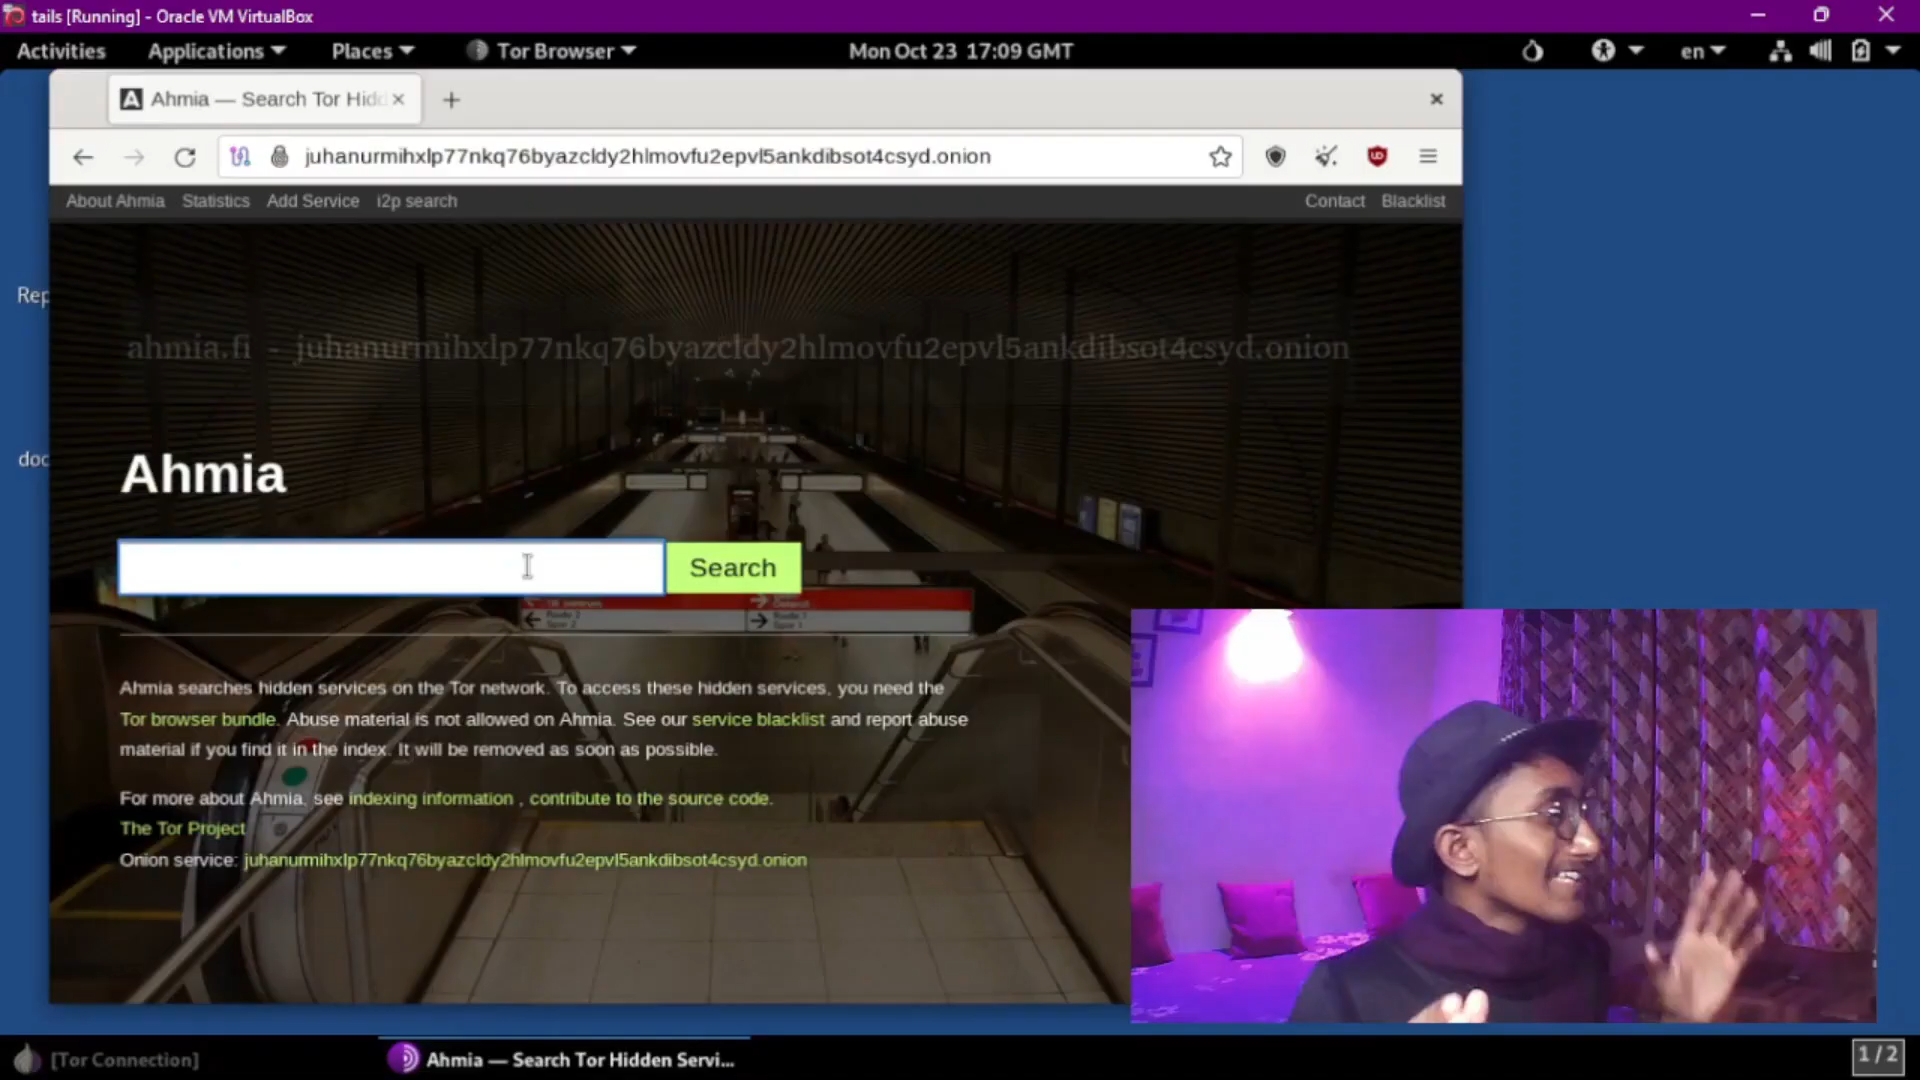 tails [Running] - Oracle VM VirtualBox
Activities Applications Places Tor Browser Mon Oct 23 17:09 GMT en
Ahmia — Search Tor Hidd
juhanurmihxlp77nkq76byazcldy2hlmovfu2epvl5ankdibsot4csyd.onion
About Ahmia Statistics Add Service i2p search Contact Blacklist
Rep
ahmia.fi - juhanurmihxlp77nkq76byazcldy2hlmovfu2epvl5ankdibsot4csyd.onion
doc
Ahmia
Search
Ahmia searches hidden services on the Tor network. To access these hidden services, you need the
Tor browser bundle. Abuse material is not allowed on Ahmia. See our service blacklist and report abuse
material if you find it in the index. It will be removed as soon as possible.
For more about Ahmia, see indexing information , contribute to the source code.
The Tor Project
Onion service: juhanurmihxlp77nkq76byazcldy2hlmovfu2epvl5ankdibsot4csyd.onion
[Tor Connection] Ahmia — Search Tor Hidden Servi... 1 / 2